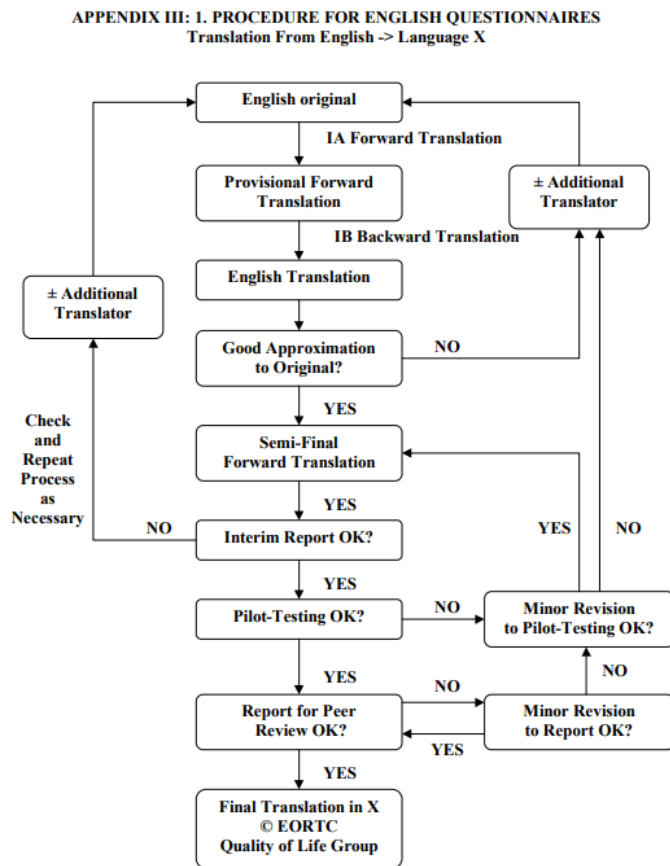 APPENDIX III: 1. PROCEDURE FOR ENGLISH QUESTIONNAIRES
Translation From English -> Language X
English original
IA Forward Translation
Provisional Forward
Translation
± Additional
Translator
IB Backward Translation
English Translation
± Additional
Translator
Good Approximation
to Original?
NO
YES
Check
and
Repeat
Process
as
Necessary
Semi-Final
Forward Translation
YES
NO
YES
NO
Interim Report OK?
YES
Pilot-Testing OK?
NO
Minor Revision
to Pilot-Testing OK?
YES
NO
NO
Report for Peer
Review OK?
YES
Minor Revision
to Report OK?
YES
Final Translation in X
© EORTC
Quality of Life Group